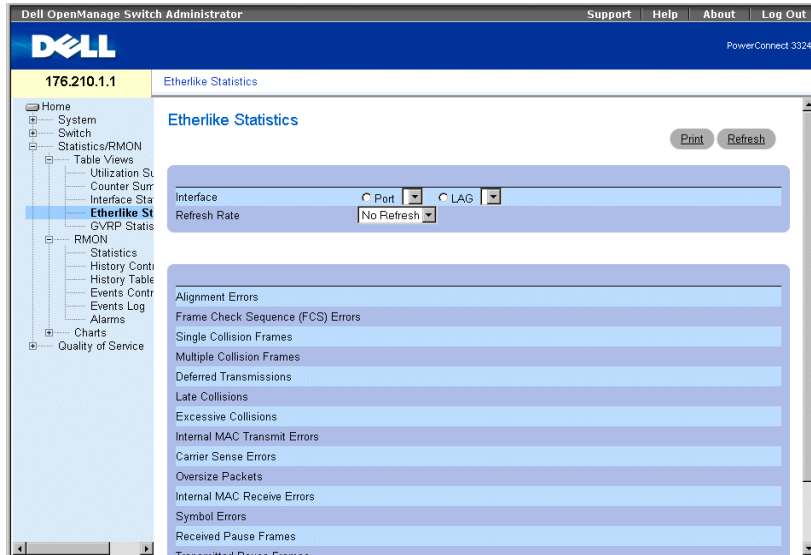 Dell OpenManage Switch Administrator
Support
Help
About
Log Out
DELL
PowerConnect 3324
176.210.1.1
Etherlike Statistics
Home
System
Switch
Statistics/RMON
Table Views
Utilization Su
Counter Sum
Interface Sta
Etherlike St
GVRP Statis
RMON
Statistics
History Contr
History Table
Events Contr
Events Log
Alarms
Charts
Quality of Service
Etherlike Statistics
Print
Refresh
Interface
Port
LAG
Refresh Rate
No Refresh
Alignment Errors
Frame Check Sequence (FCS) Errors
Single Collision Frames
Multiple Collision Frames
Deferred Transmissions
Late Collisions
Excessive Collisions
Internal MAC Transmit Errors
Carrier Sense Errors
Oversize Packets
Internal MAC Receive Errors
Symbol Errors
Received Pause Frames
Transmitted Pause Frames